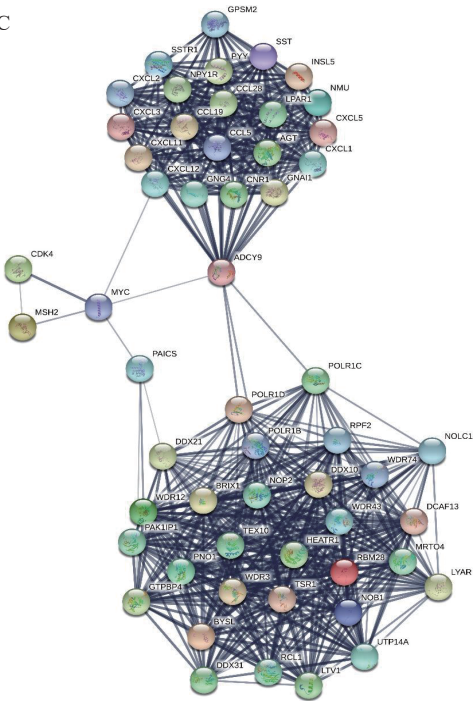 C
GPSM2
SSTR1
PYY
SST
INSL5
CXCL2
NPY1R
CCL28
LPAR1
NMU
CXCL3
CCL19
CXCL5
CCL5
AGT
CXCL11
CXCL1
CXCL12
GNG4
CNR1
GNAI1
ADCY9
CDK4
MYC
MSH2
PAICS
POLR1C
POLR1D
POLR1B
RPF2
NOLC1
DDX21
WDR74
DDX10
BRIX1
NOP2
WDR12
WDR43
DCAF13
PAK1IP1
TEX10
HEATR1
MRTO4
PNO1
RBM28
LYAR
GTPBP4
WDR3
TSR1
NOB1
BYSL
UTP14A
DDX31
RCL1
LTV1